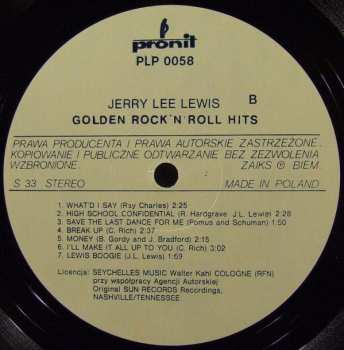 pronit
PLP 0058
JERRY LEE LEWIS B
GOLDEN ROCK'N'ROLL HITS
PRAWA PRODUCENTA I PRAWA AUTORSKIE ZASTRZEŻONE.
KOPIOWANIE I PUBLICZNE ODTWARZANIE BEZ ZEZWOLENIA
WZBRONIONE. ZAIKS ℗ BIEM.
S 33 STEREO MADE IN POLAND
1. WHAT'D I SAY (Ray Charles) 2:25
2. HIGH SCHOOL CONFIDENTIAL (R. Hardgrave J.L. Lewis) 2:28
3. SAVE THE LAST DANCE FOR ME (Pomus and Schuman) 1:50
4. BREAK UP (C. Rich) 2:37
5. MONEY (B. Gordy and J. Bradford) 2:15
6. I'LL MAKE IT ALL UP TO YOU (C. Rich) 3:02
7. LEWIS BOOGIE (J.L. Lewis) 1:59
Licencja: SEYCHELLES MUSIC Walter Kahl COLOGNE (RFN)
przy współpracy Agencji Autorskiej
Original SUN RECORDS Recordings,
NASHVILLE/TENNESSEE